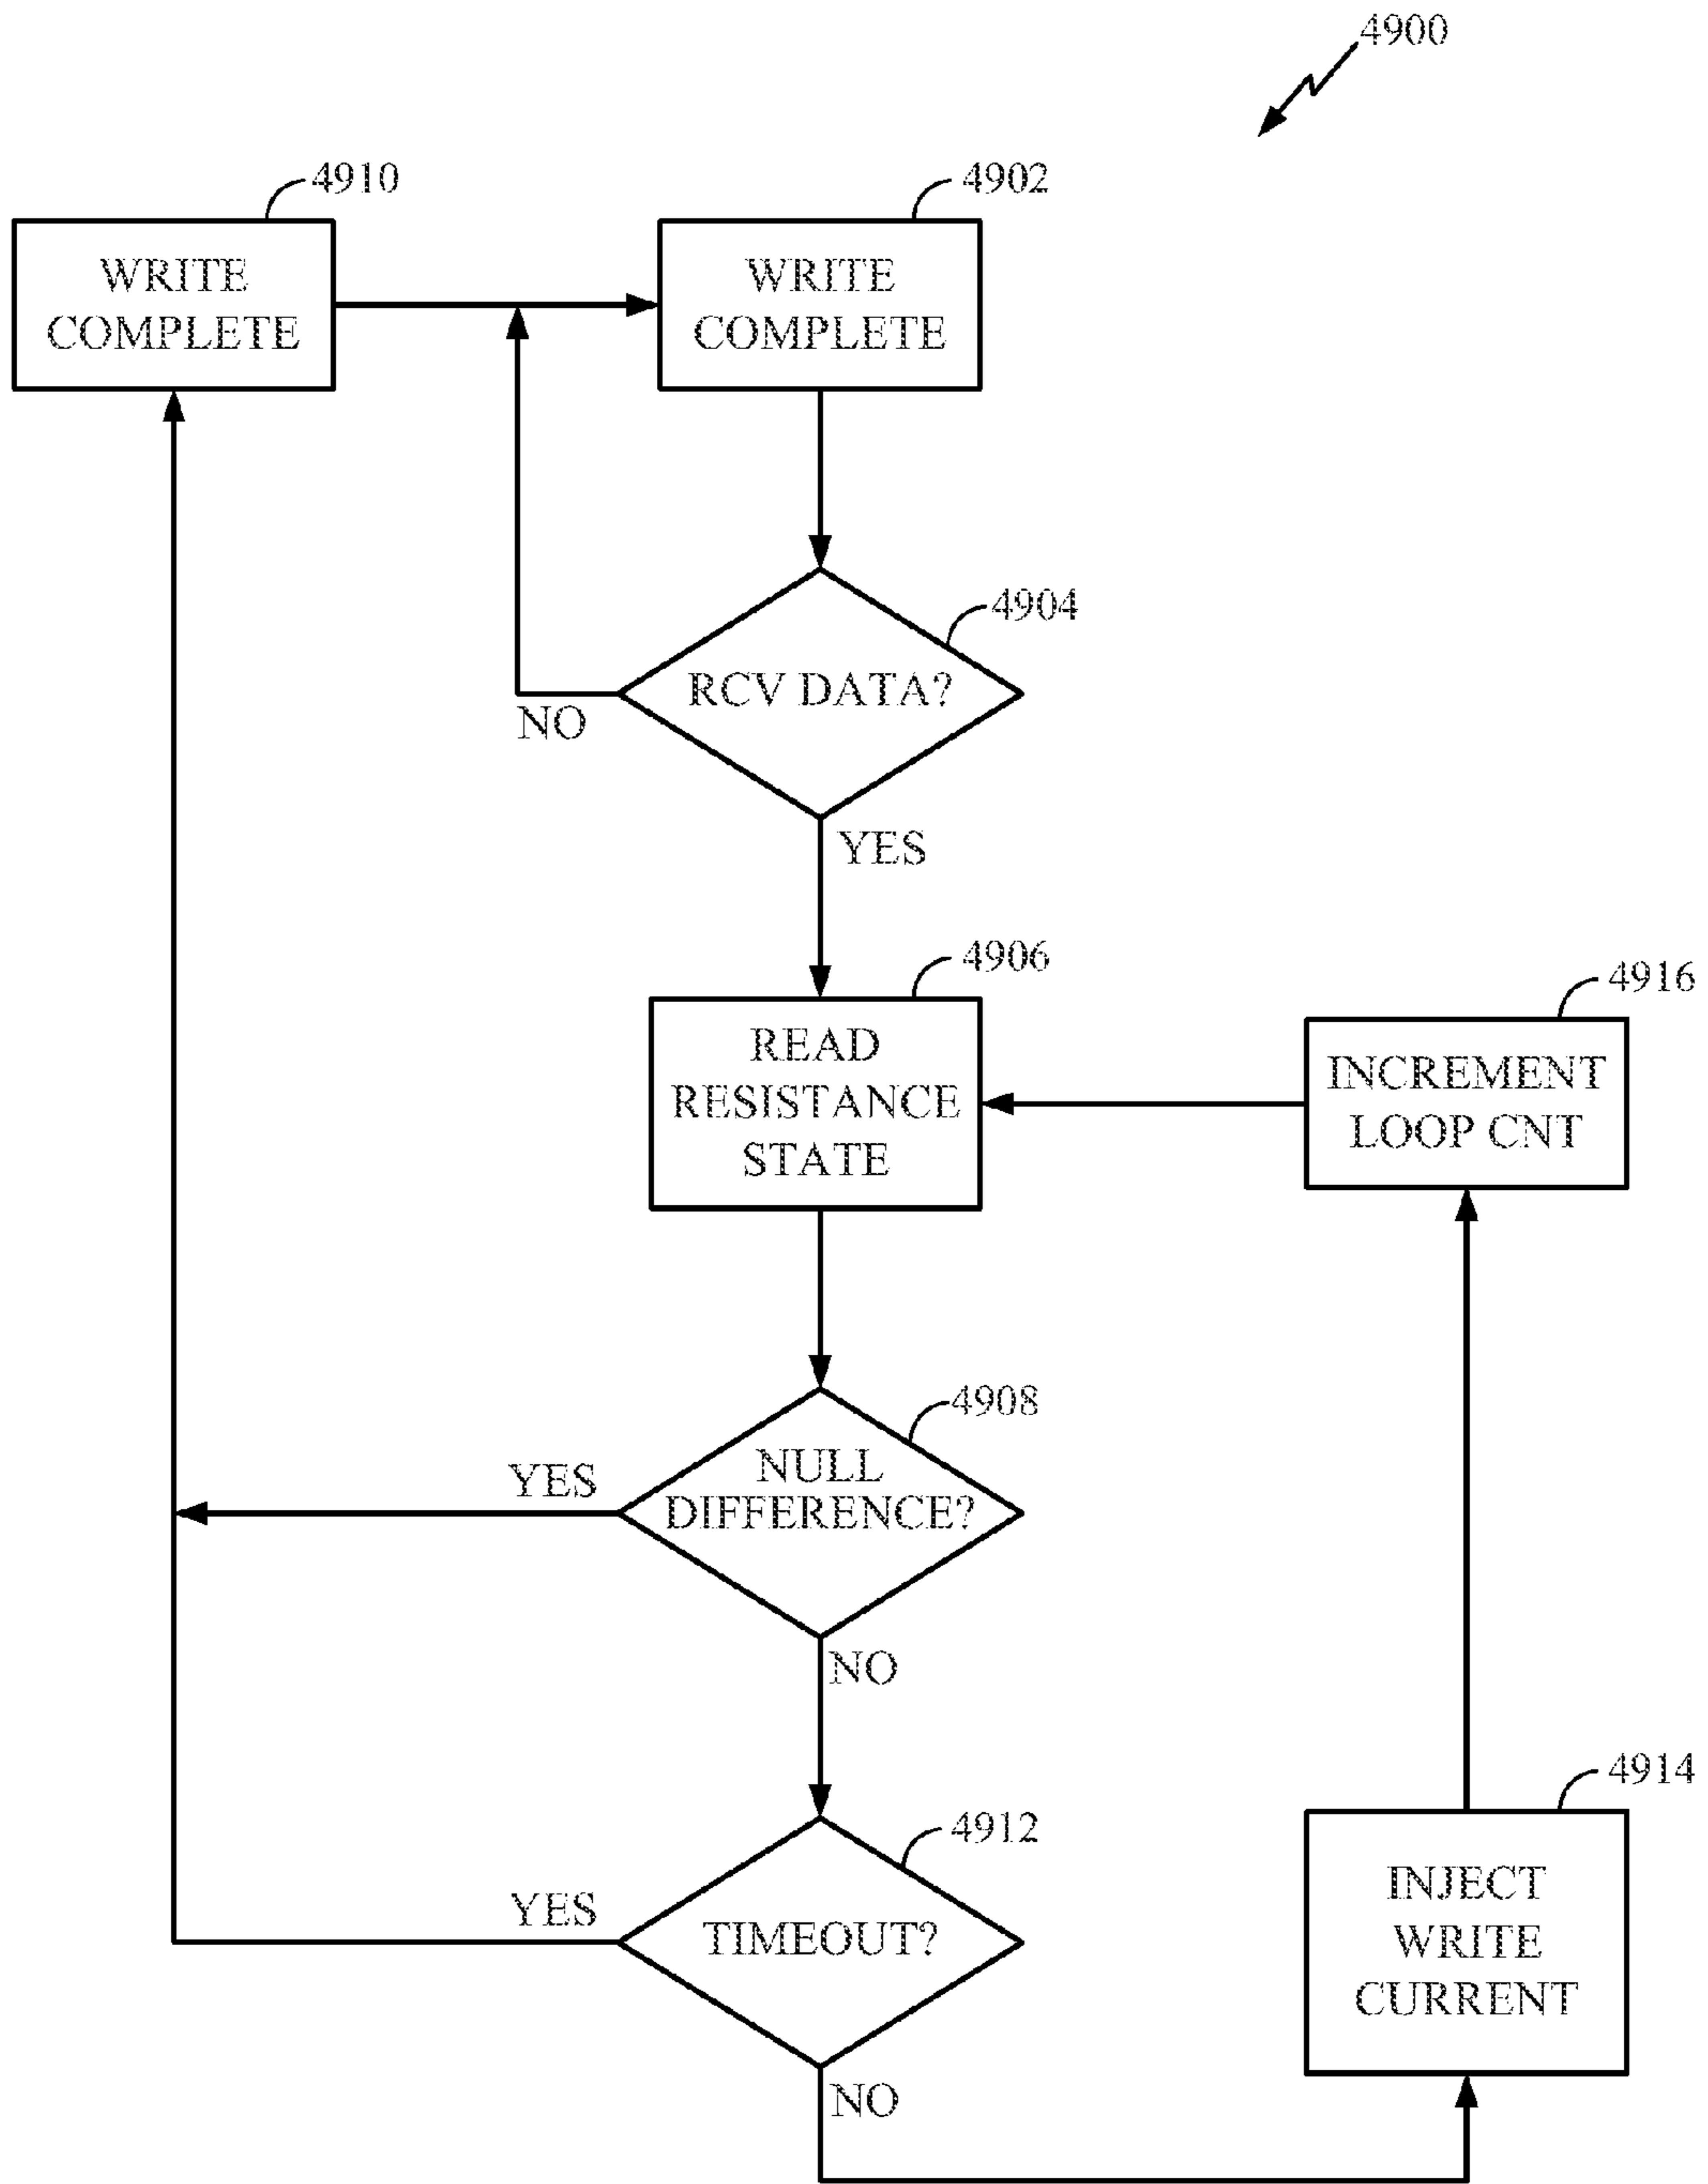 4900
4910
4902
WRITE
COMPLETE
WRITE
COMPLETE
4904
RCV DATA?
NO
YES
4906
4916
READ
RESISTANCE
STATE
INCREMENT
LOOP CNT
4908
NULL
DIFFERENCE?
YES
NO
4912
4914
TIMEOUT?
YES
INJECT
WRITE
CURRENT
NO